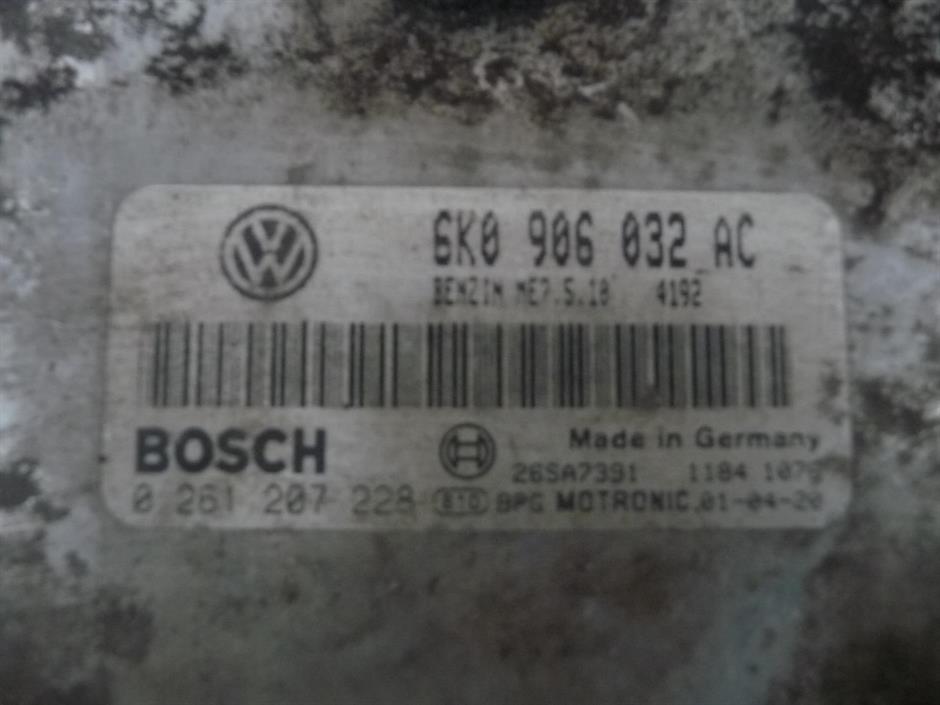 6K0 906 032 AC
BENZIN ME7.5.10 4192
BOSCH
Made in Germany
26SA7391 1184
0 261 207 228 BPG MOTRONIC 01-04-20